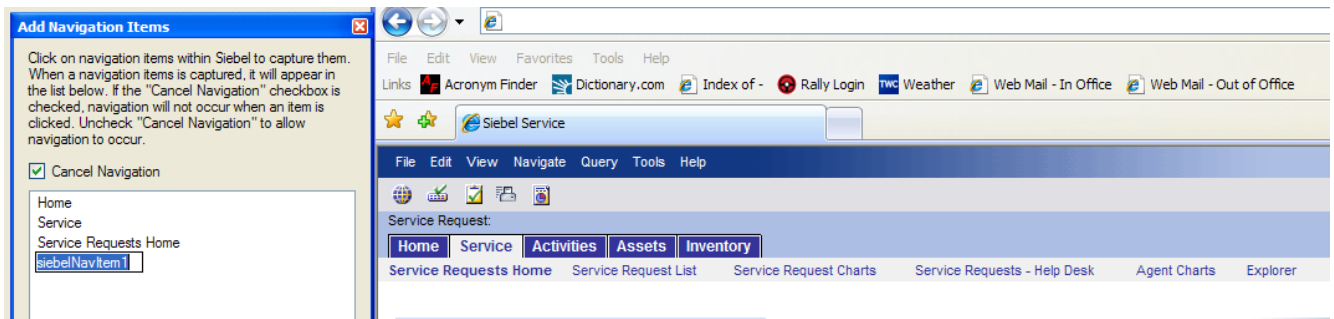 Add Navigation Items
Click on navigation items within Siebel to capture them.
When a navigation items is captured, it will appear in
the list below. If the "Cancel Navigation" checkbox is
checked, navigation will not occur when an item is
clicked. Uncheck "Cancel Navigation" to allow
navigation to occur.
Cancel Navigation
Home
Service
Service Requests Home
siebelNavItem1
File Edit View Favorites Tools Help
Links Acronym Finder Dictionary.com Index of - Rally Login TWC Weather Web Mail - In Office Web Mail - Out of Office
Siebel Service
File Edit View Navigate Query Tools Help
Service Request:
Home Service Activities Assets Inventory
Service Requests Home Service Request List Service Request Charts Service Requests - Help Desk Agent Charts Explorer